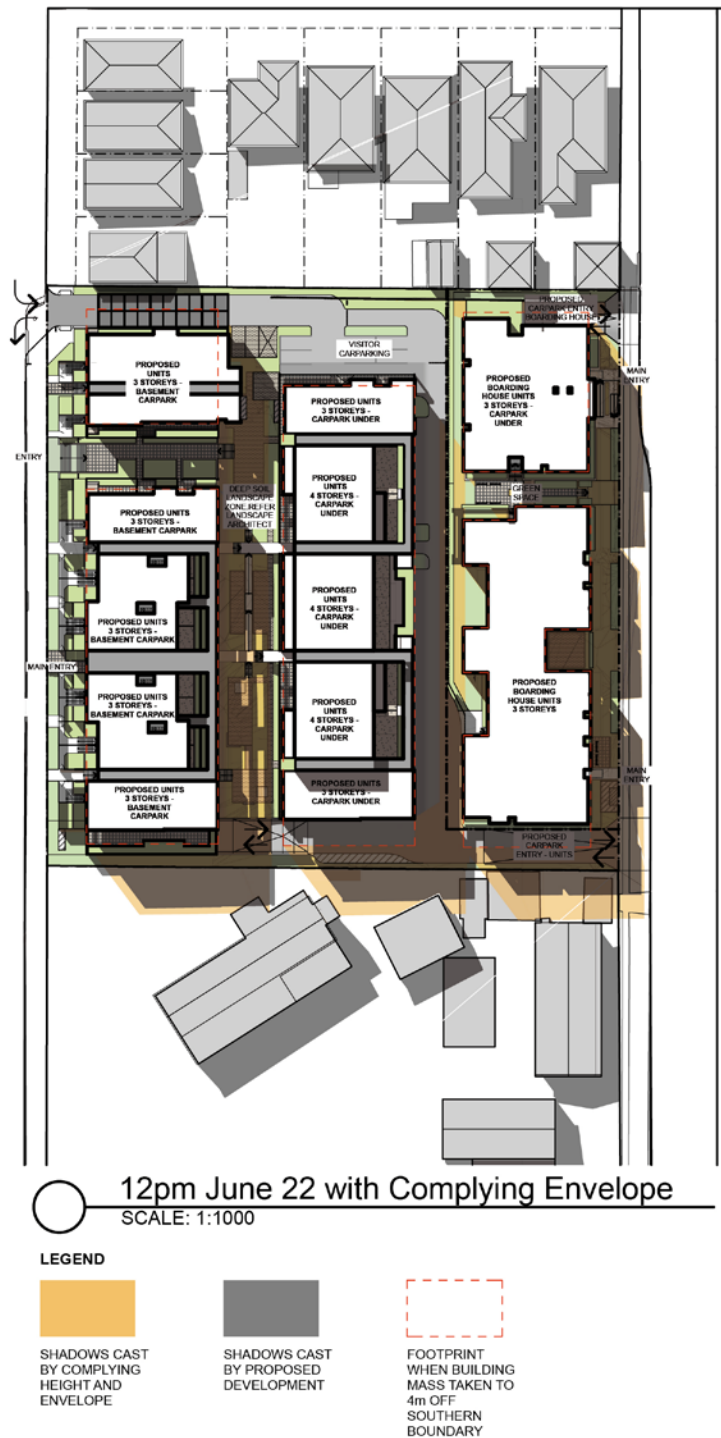 PROPOSED
CARPARK ENTRY
BOARDING HOUSE
VISITOR
CARPARKING
MAIN
ENTRY
PROPOSED
UNITS
3 STOREYS -
BASEMENT
CARPARK
PROPOSED UNITS
3 STOREYS -
CARPARK UNDER
PROPOSED
BOARDING
HOUSE UNITS
3 STOREYS -
CARPARK
UNDER
ENTRY
DEEP SOIL
LANDSCAPE
ZONE.REFER
LANDSCAPE
ARCHITECT
PROPOSED
UNITS
4 STOREYS -
CARPARK
UNDER
GREEN
SPACE
PROPOSED UNITS
3 STOREYS -
BASEMENT CARPARK
PROPOSED UNITS
3 STOREYS -
BASEMENT CARPARK
PROPOSED
UNITS
4 STOREYS -
CARPARK
UNDER
MAIN ENTRY
PROPOSED UNITS
3 STOREYS -
BASEMENT CARPARK
PROPOSED
UNITS
4 STOREYS -
CARPARK
UNDER
PROPOSED
BOARDING
HOUSE UNITS
3 STOREYS
PROPOSED UNITS
3 STOREYS -
BASEMENT
CARPARK
PROPOSED UNITS
3 STOREYS -
CARPARK UNDER
MAIN
ENTRY
PROPOSED
CARPARK
ENTRY - UNITS
12pm June 22 with Complying Envelope
SCALE: 1:1000
LEGEND
SHADOWS CAST
BY COMPLYING
HEIGHT AND
ENVELOPE
SHADOWS CAST
BY PROPOSED
DEVELOPMENT
FOOTPRINT
WHEN BUILDING
MASS TAKEN TO
4m OFF
SOUTHERN
BOUNDARY